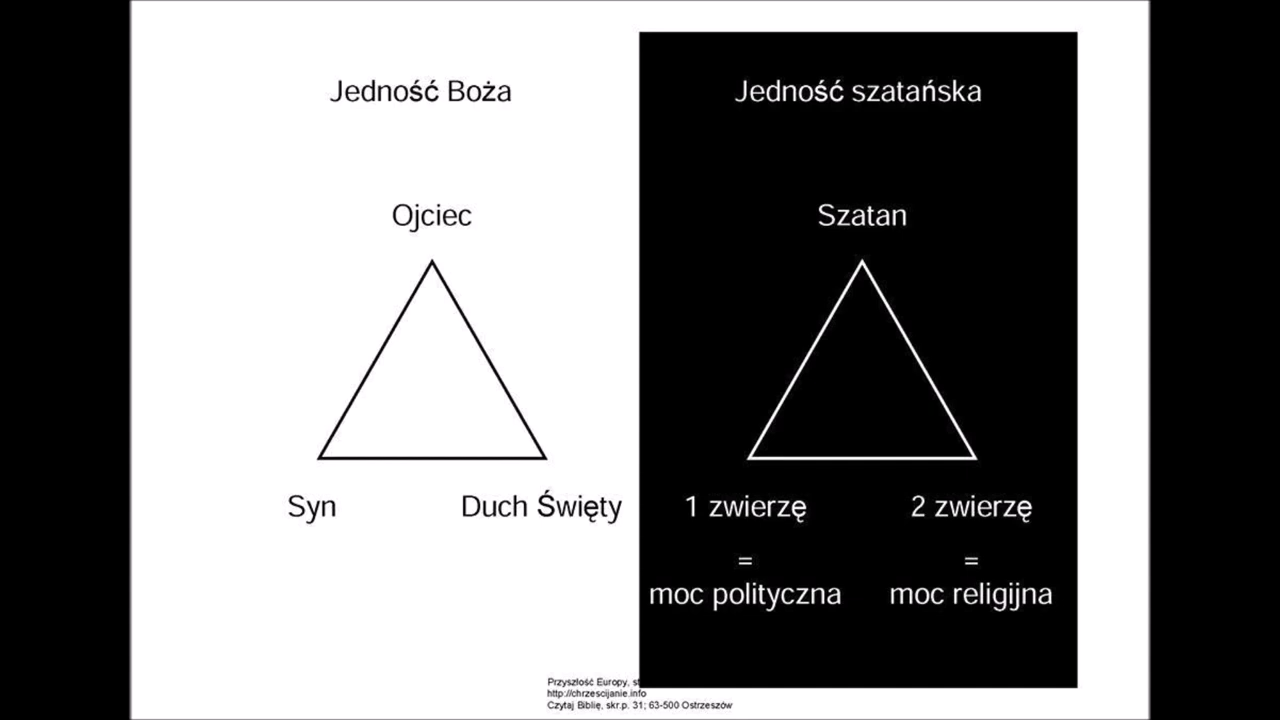 Jedność Boża
Ojciec
Syn
Duch Święty
Jedność szatańska
Szatan
1 zwierzę
2 zwierzę
=
=
moc polityczna
moc religijna
Przyszłość Europy,
http://chrzescijanie.info
Czytaj Biblię, skr.p. 31; 63-500 Ostrzeszów